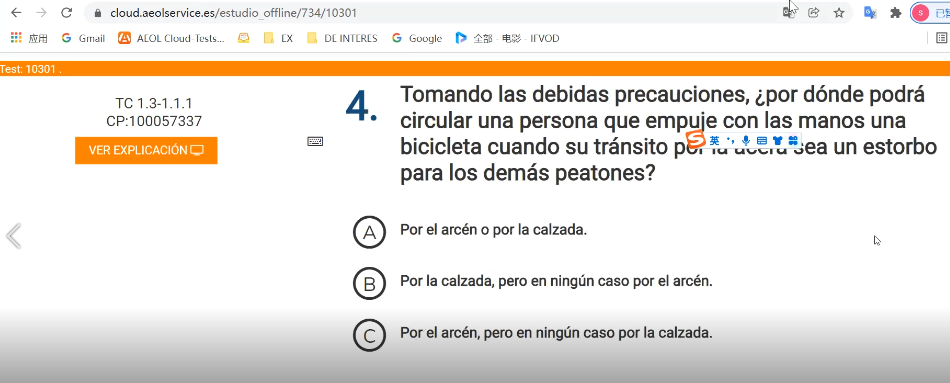 cloud.aeolservice.es/estudio_offline/734/10301
应用 Gmail AEOL Cloud-Tests... EX DE INTERES Google 全部 - 电影 - IFVOD
Test: 10301 .
TC 1.3-1.1.1
CP:100057337
VER EXPLICACIÓN
4. Tomando las debidas precauciones, ¿por dónde podrá
circular una persona que empuje con las manos una
bicicleta cuando su tránsito por la acera sea un estorbo
para los demás peatones?
英
A Por el arcén o por la calzada.
B Por la calzada, pero en ningún caso por el arcén.
C Por el arcén, pero en ningún caso por la calzada.